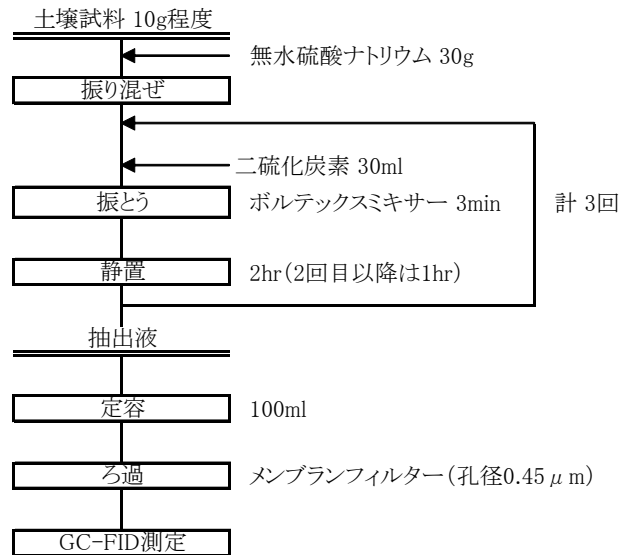 土壌試料 10g程度
無水硫酸ナトリウム 30g
振り混ぜ
二硫化炭素 30ml
振とう ボルテックスミキサー 3min 計 3回
静置 2hr(2回目以降は1hr)
抽出液
定容 100ml
ろ過 メンブランフィルター(孔径0.45μm)
GC-FID測定